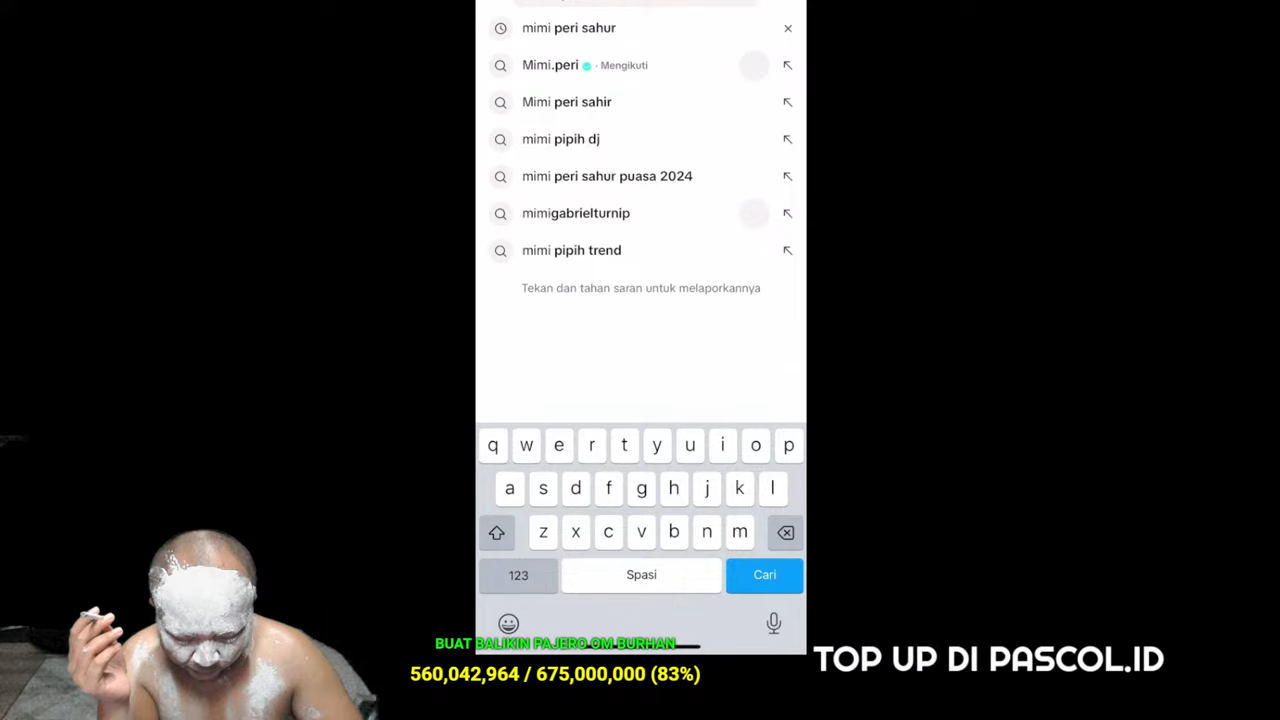 mimi peri sahur
Mimi.peri · Mengikuti
Mimi peri sahir
mimi pipih dj
mimi peri sahur puasa 2024
mimigabrielturnip
mimi pipih trend
Tekan dan tahan saran untuk melaporkannya
q w e r t y u i o p
a s d f g h j k l
z x c v b n m
123 Spasi Cari
BUAT BALIKIN PAJERO OM BURHAN
560,042,964 / 675,000,000 (83%)
TOP UP DI PASCOL.ID